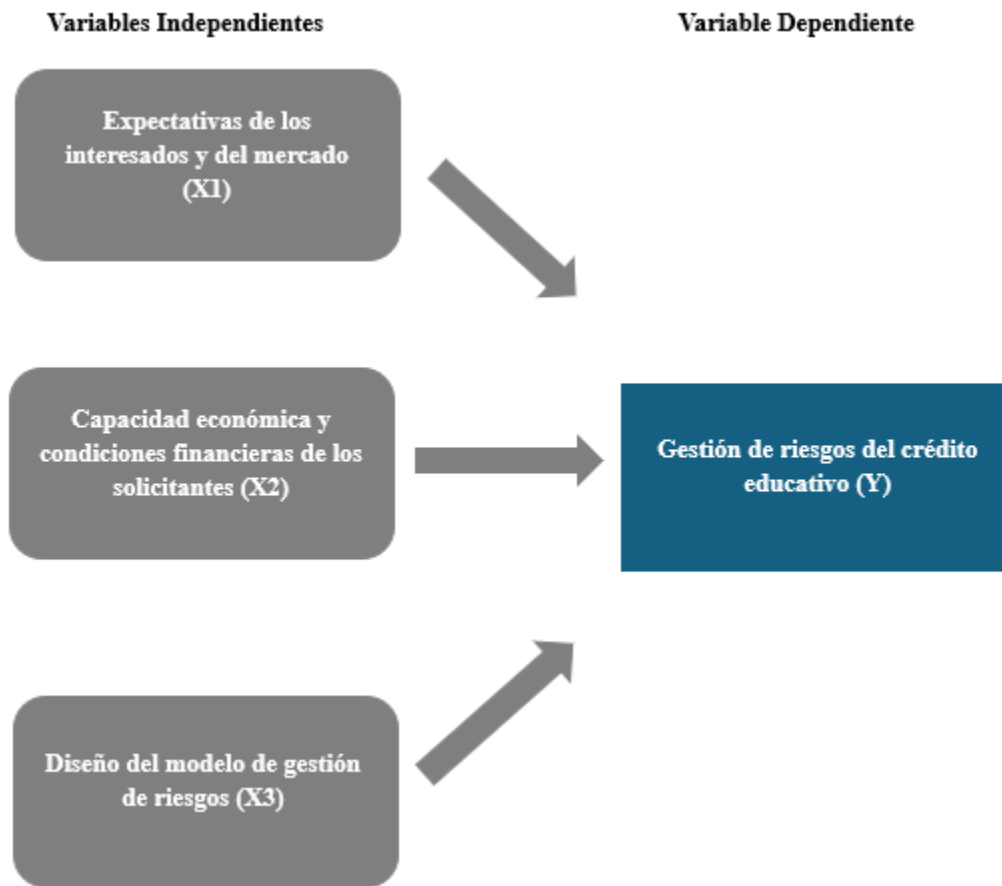 Variables Independientes
Variable Dependiente
Expectativas de los
interesados y del mercado
(X1)
Capacidad económica y
condiciones financieras de los
solicitantes (X2)
Gestión de riesgos del crédito
educativo (Y)
Diseño del modelo de gestión
de riesgos (X3)